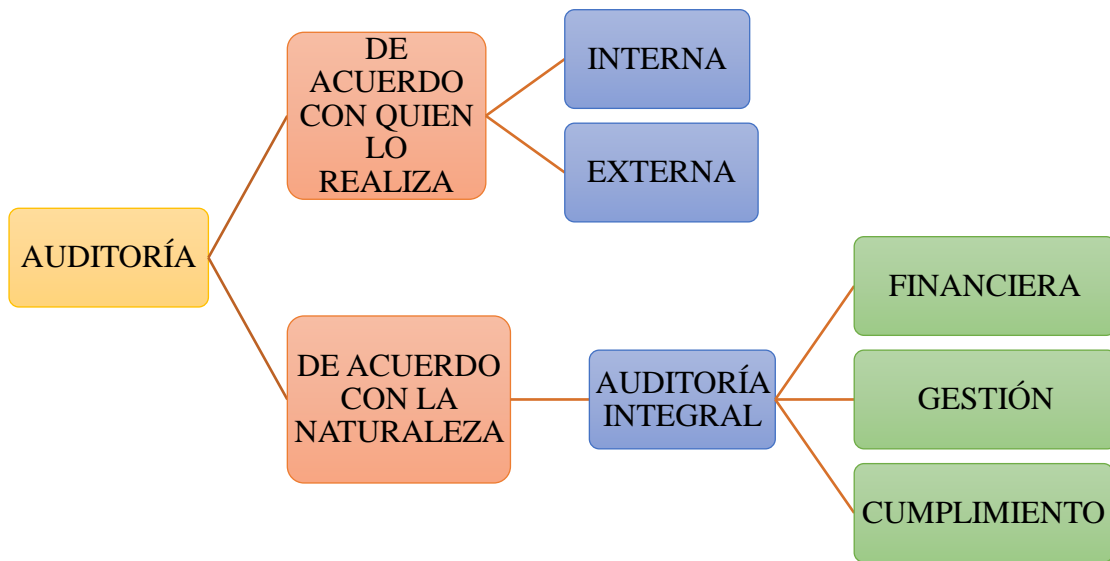 AUDITORÍA
DE
ACUERDO
CON QUIEN
LO
REALIZA
INTERNA
EXTERNA
DE ACUERDO
CON LA
NATURALEZA
AUDITORÍA
INTEGRAL
FINANCIERA
GESTIÓN
CUMPLIMIENTO